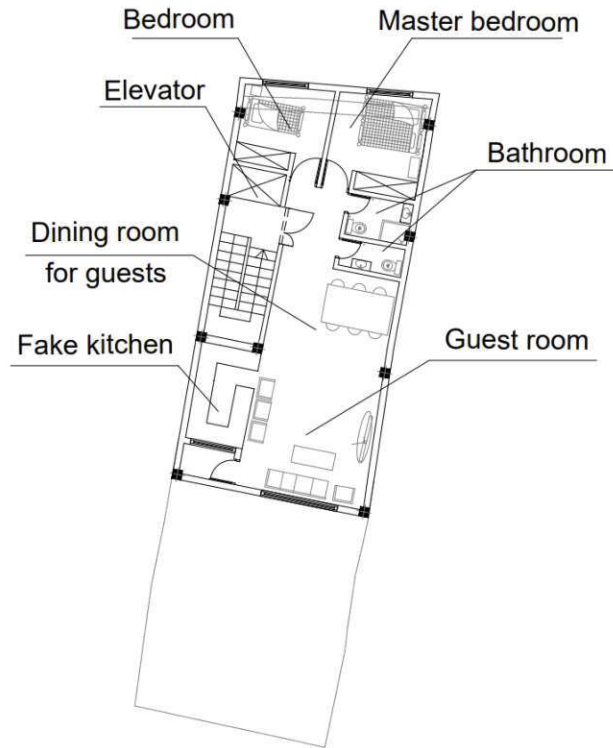 Bedroom
Master bedroom
Elevator
Bathroom
Dining room
for guests
Guest room
Fake kitchen